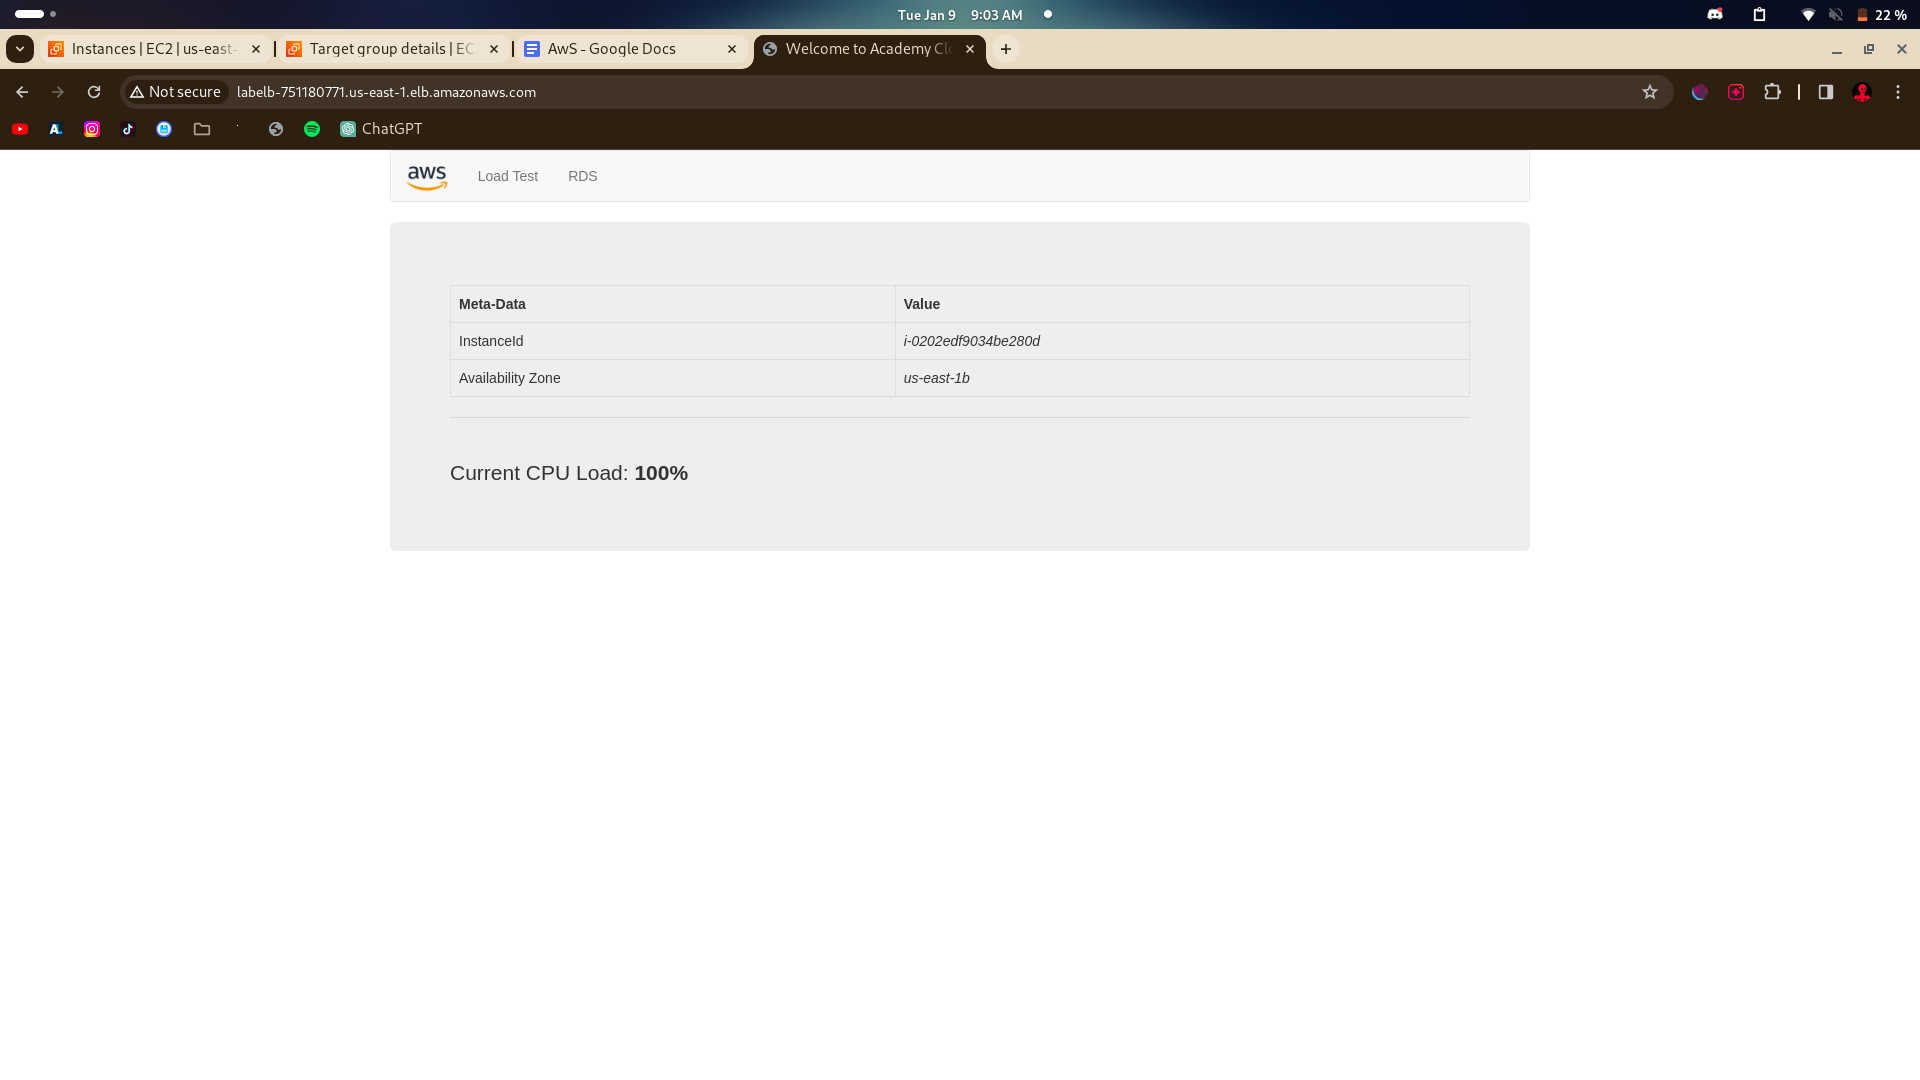 Tue Jan 9 9:03 AM
22 %
Instances | EC2 | us-east-
Target group details | EC
AwS - Google Docs
Welcome to Academy Cl
Not secure
labelb-751180771.us-east-1.elb.amazonaws.com
ChatGPT
aws
Load Test
RDS
Meta-Data Value
InstanceId i-0202edf9034be280d
Availability Zone us-east-1b
Current CPU Load: 100%